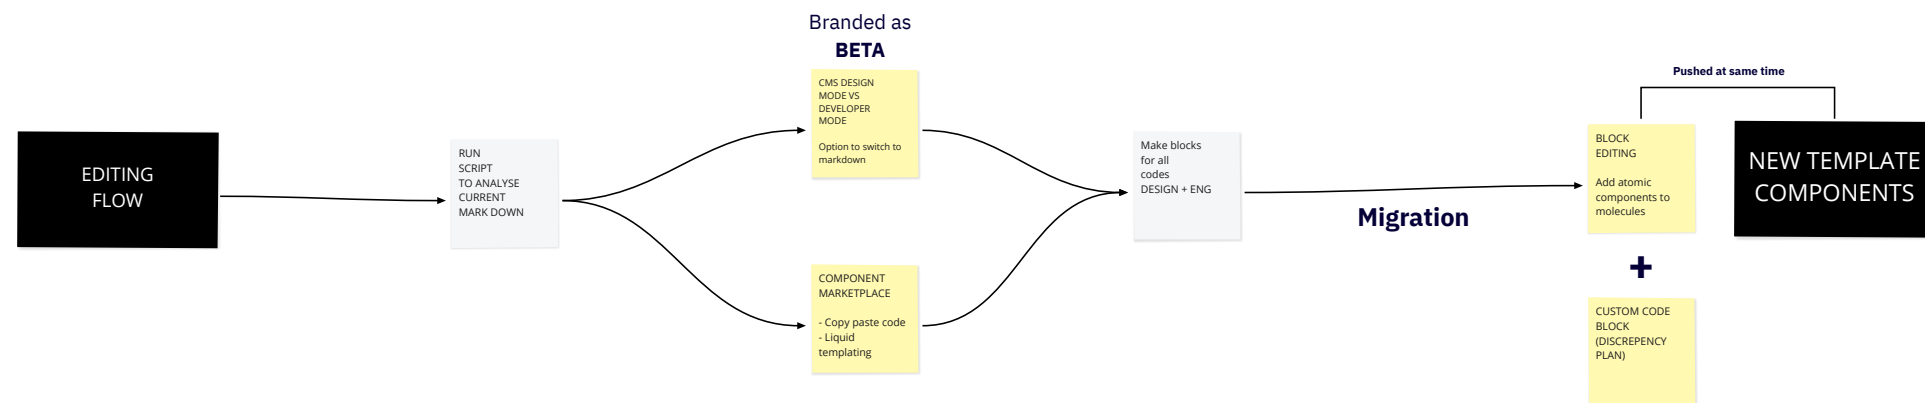 EDITING
FLOW
RUN
SCRIPT
TO ANALYSE
CURRENT
MARK DOWN
Branded as
BETA
CMS DESIGN
MODE VS
DEVELOPER
MODE
Option to switch to
markdown
COMPONENT
MARKETPLACE
- Copy paste code
- Liquid
templating
Make blocks
for all
codes
DESIGN + ENG
Migration
Pushed at same time
BLOCK
EDITING
Add atomic
components to
molecules
+
CUSTOM CODE
BLOCK
(DISCREPENCY
PLAN)
NEW TEMPLATE
COMPONENTS